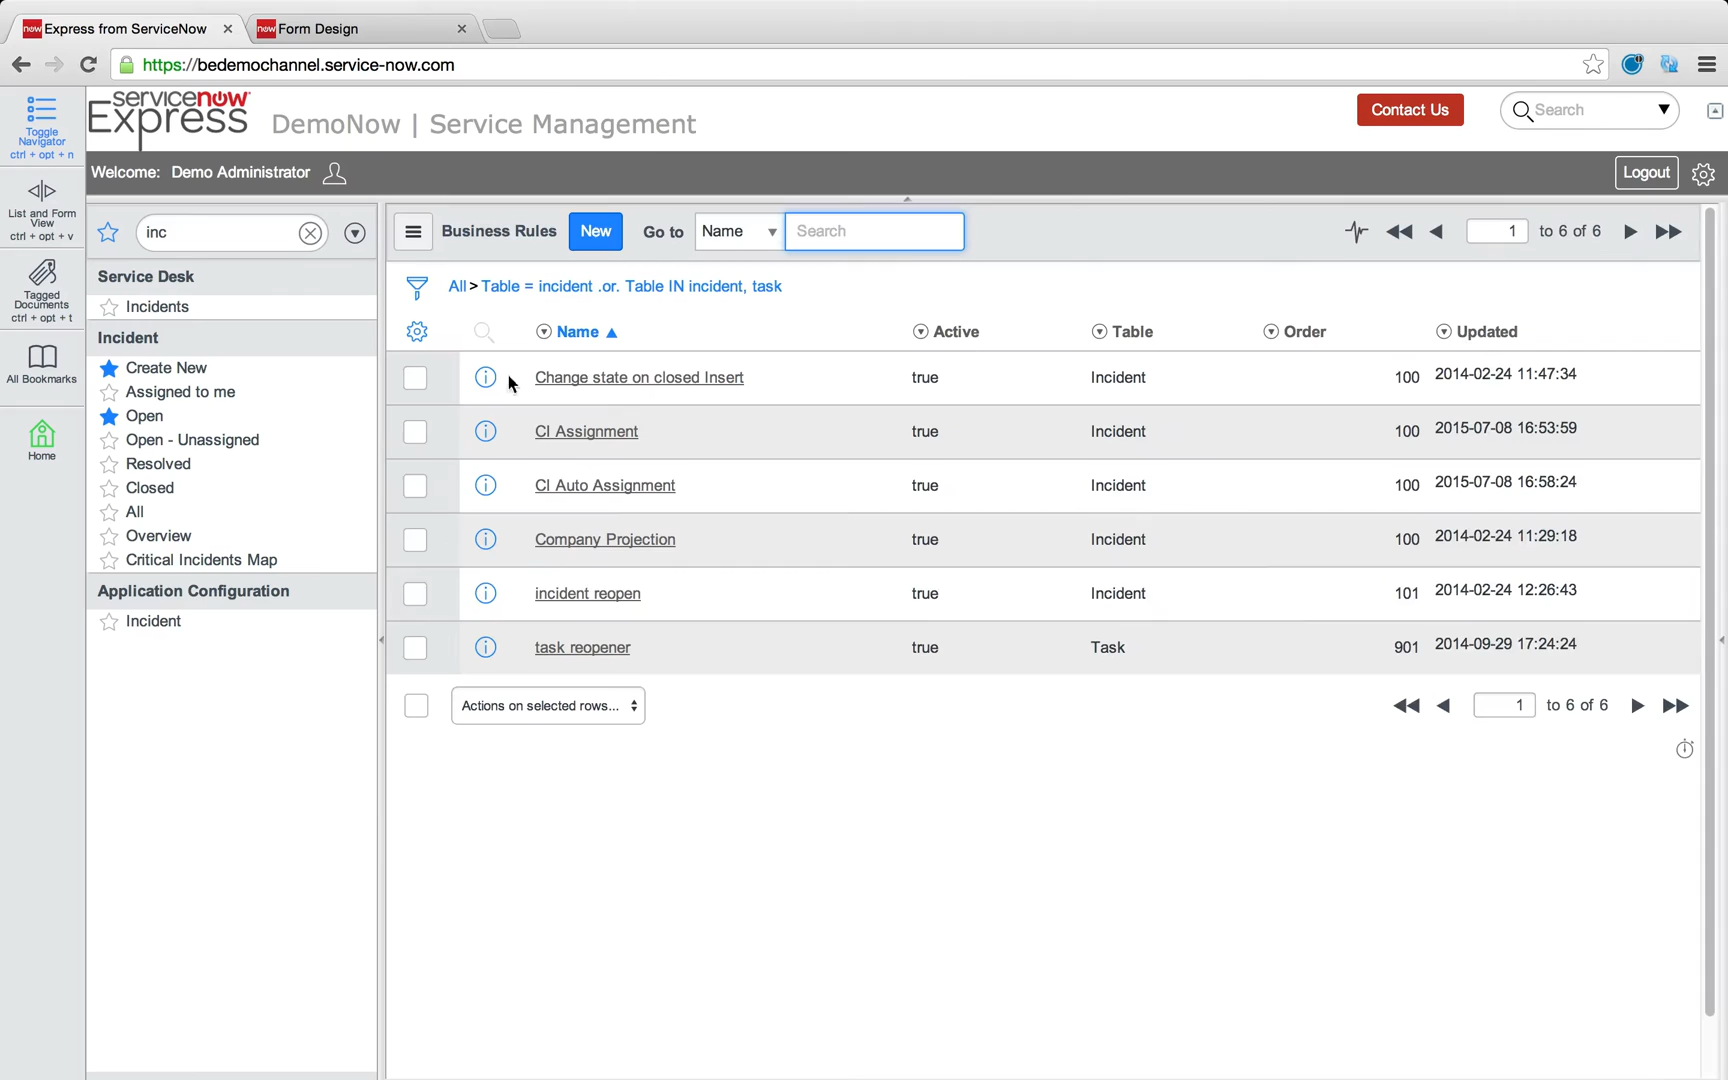 now Express from ServiceNow
now Form Design
https://bedemochannel.service-now.com
Toggle
Navigator
ctrl + opt + n
servicenow
Express
DemoNow | Service Management
Contact Us
Search
Welcome: Demo Administrator
Logout
List and Form
View
ctrl + opt + v
inc
Business Rules
New
Go to
Name
Search
1 to 6 of 6
Tagged
Documents
ctrl + opt + t
All Bookmarks
Home
Service Desk
Incidents
Incident
Create New
Assigned to me
Open
Open - Unassigned
Resolved
Closed
All
Overview
Critical Incidents Map
Application Configuration
Incident
All > Table = incident .or. Table IN incident, task
Name Active Table Order Updated
Change state on closed Insert true Incident 100 2014-02-24 11:47:34
CI Assignment true Incident 100 2015-07-08 16:53:59
CI Auto Assignment true Incident 100 2015-07-08 16:58:24
Company Projection true Incident 100 2014-02-24 11:29:18
incident reopen true Incident 101 2014-02-24 12:26:43
task reopener true Task 901 2014-09-29 17:24:24
Actions on selected rows...
1 to 6 of 6